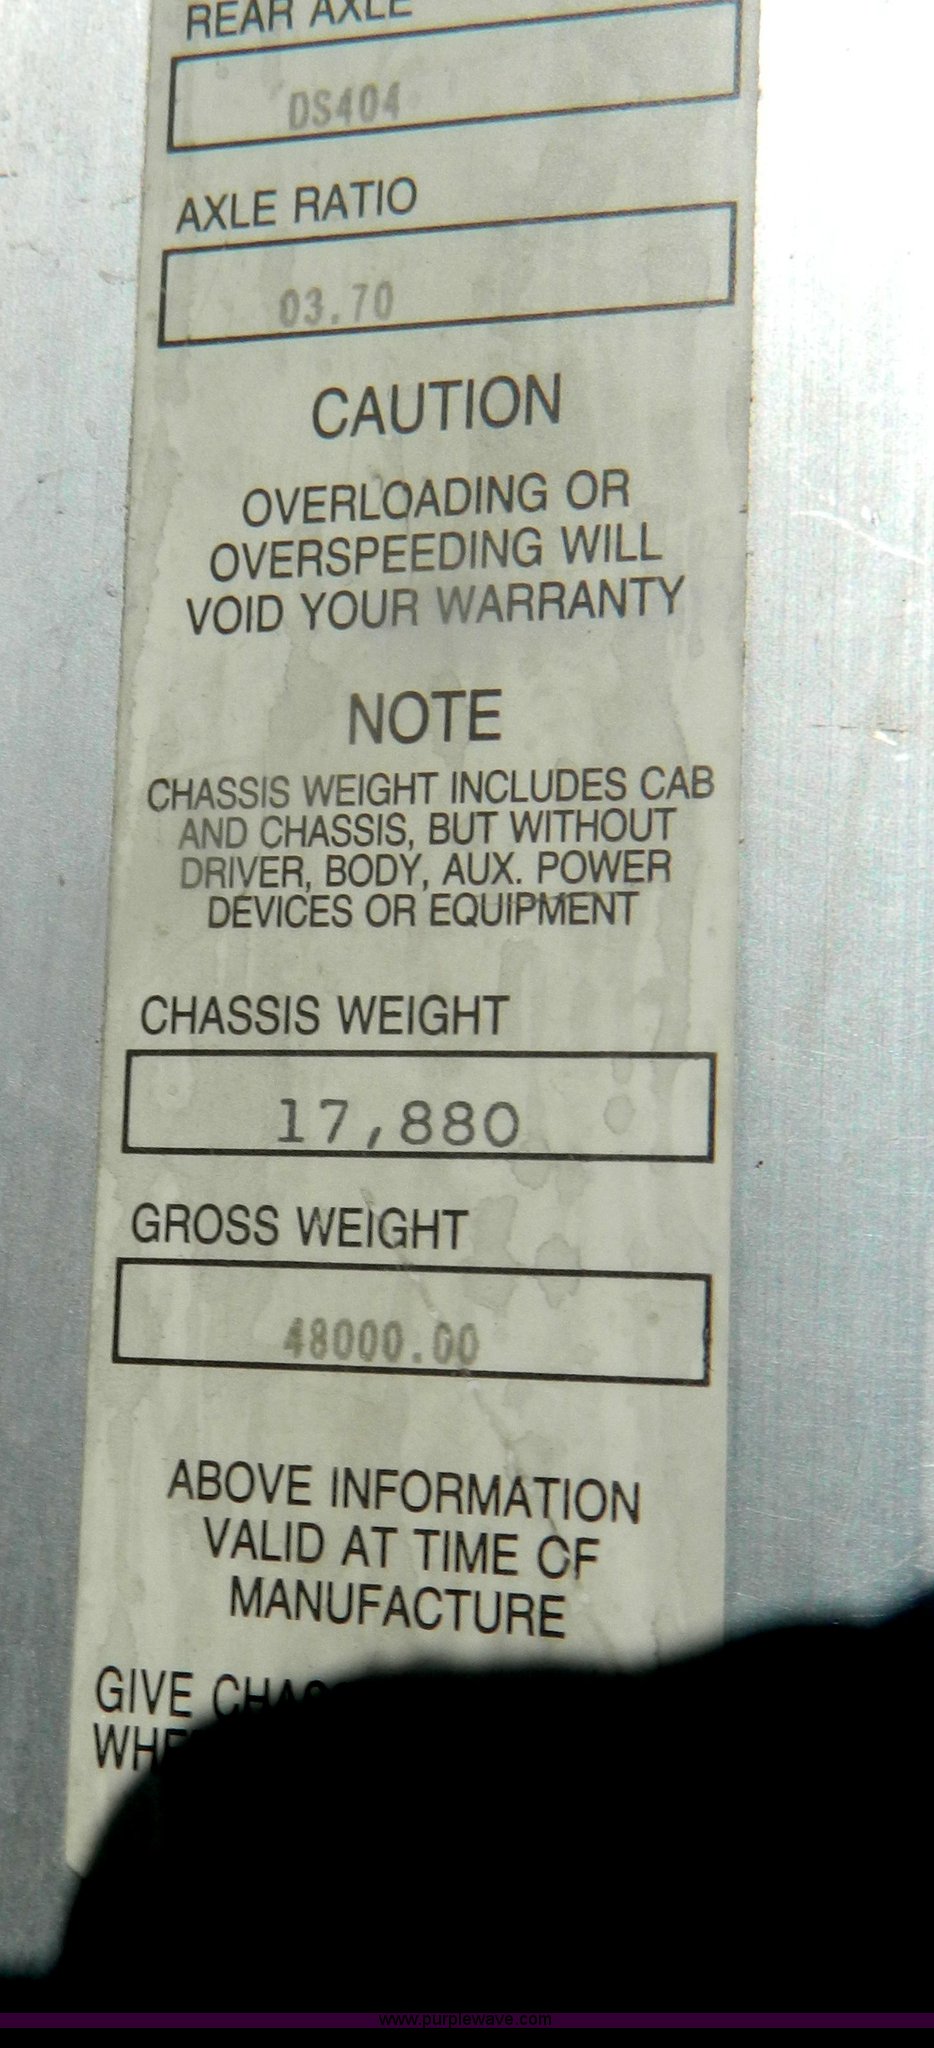 REAR AXLE
DS404
AXLE RATIO
03.70
CAUTION
OVERLOADING OR
OVERSPEEDING WILL
VOID YOUR WARRANTY
NOTE
CHASSIS WEIGHT INCLUDES CAB
AND CHASSIS, BUT WITHOUT
DRIVER, BODY, AUX. POWER
DEVICES OR EQUIPMENT
CHASSIS WEIGHT
17,880
GROSS WEIGHT
48000.00
ABOVE INFORMATION
VALID AT TIME OF
MANUFACTURE
GIVE
www.purplewave.com